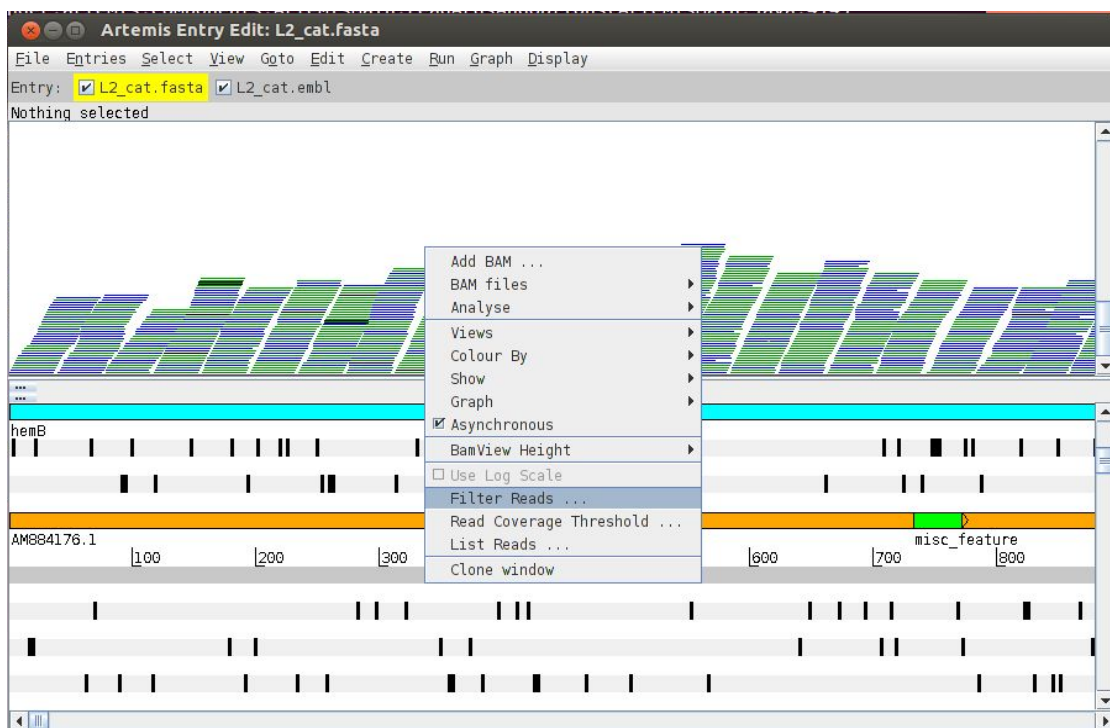 Artemis Entry Edit: L2_cat.fasta
File Entries Select View Goto Edit Create Run Graph Display
Entry: L2_cat.fasta L2_cat.embl
Nothing selected
Add BAM ...
BAM files
Analyse
Views
Colour By
Show
Graph
Asynchronous
BamView Height
Use Log Scale
Filter Reads ...
Read Coverage Threshold ...
List Reads ...
Clone window
hemB
AM884176.1 misc_feature
100 200 300 600 700 800